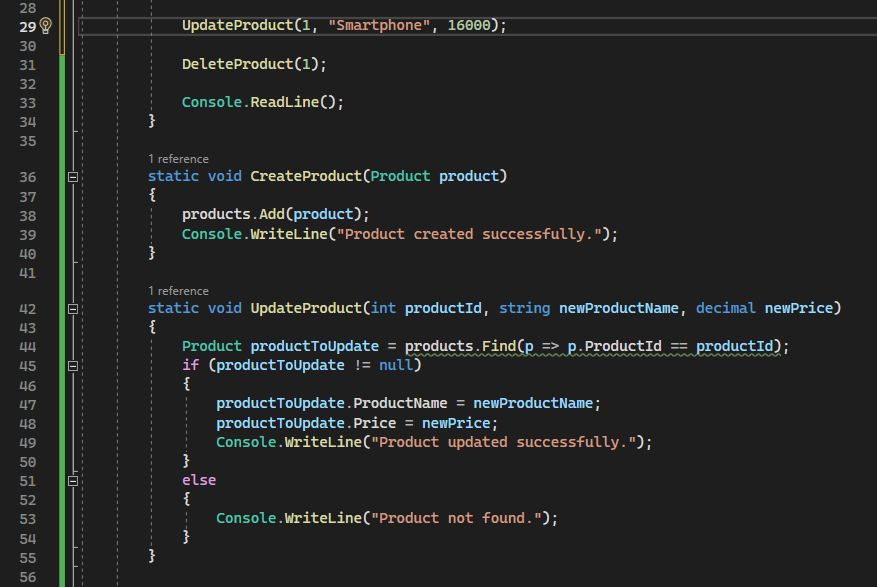 28
29 UpdateProduct(1, "Smartphone", 16000);
30
31 DeleteProduct(1);
32
33 Console.ReadLine();
34 }
35
1 reference
36 static void CreateProduct(Product product)
37 {
38 products.Add(product);
39 Console.WriteLine("Product created successfully.");
40 }
41
1 reference
42 static void UpdateProduct(int productId, string newProductName, decimal newPrice)
43 {
44 Product productToUpdate = products.Find(p => p.ProductId == productId);
45 if (productToUpdate != null)
46 {
47 productToUpdate.ProductName = newProductName;
48 productToUpdate.Price = newPrice;
49 Console.WriteLine("Product updated successfully.");
50 }
51 else
52 {
53 Console.WriteLine("Product not found.");
54 }
55 }
56